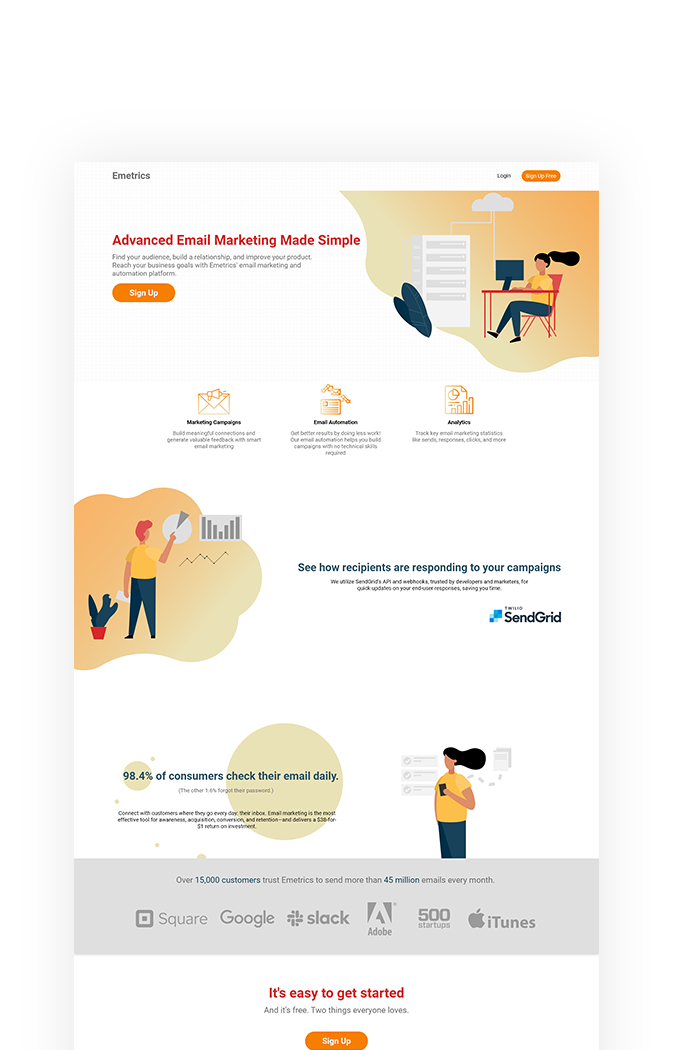 Emetrics
Login
Sign Up Free
Advanced Email Marketing Made Simple
Find your audience, build a relationship, and improve your product.
Reach your business goals with Emetrics' email marketing and
automation platform.
Sign Up
Marketing Campaigns
Build meaningful connections and
generate valuable feedback with smart
email marketing
Email Automation
Get better results by doing less work!
Our email automation helps you build
campaigns with no technical skills
required
Analytics
Track key email marketing statistics
like sends, responses, clicks, and more
See how recipients are responding to your campaigns
We utilize SendGrid's API and webhooks, trusted by developers and marketers, for
quick updates on your end-user responses, saving you time.
TWILIO
SendGrid
98.4% of consumers check their email daily.
(The other 1.6% forgot their password.)
Connect with customers where they go every day; their inbox. Email marketing is the most
effective tool for awareness, acquisition, conversion, and retention—and delivers a $38-for-
$1 return on investment.
Over 15,000 customers trust Emetrics to send more than 45 million emails every month.
Square
Google
slack
Adobe
500
startups
iTunes
It's easy to get started
And it's free. Two things everyone loves.
Sign Up